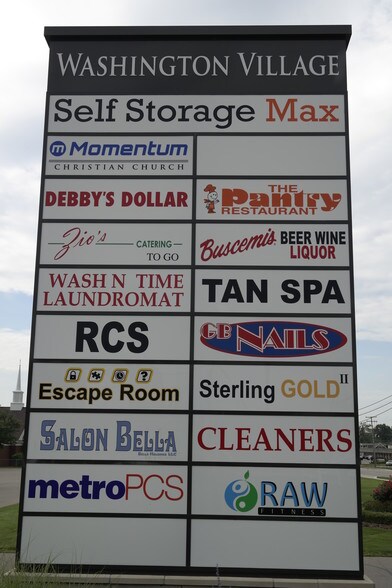 WASHINGTON VILLAGE
Self Storage Max
Momentum
CHRISTIAN CHURCH
DEBBY'S DOLLAR
THE
Pantry
RESTAURANT
Zio's CATERING
TO GO
Buscemi's BEER WINE
LIQUOR
WASH N TIME
LAUNDROMAT
TAN SPA
RCS
GB NAILS
Escape Room
Sterling GOLD II
SALON BELLA
CLEANERS
metroPCS
RAW
FITNESS